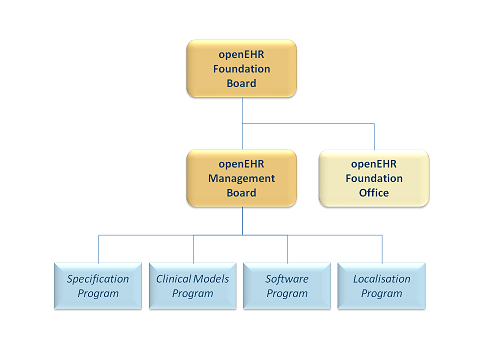 openEHR
Foundation
Board
openEHR
Management
Board
openEHR
Foundation
Office
Specification
Program
Clinical Models
Program
Software
Program
Localisation
Program